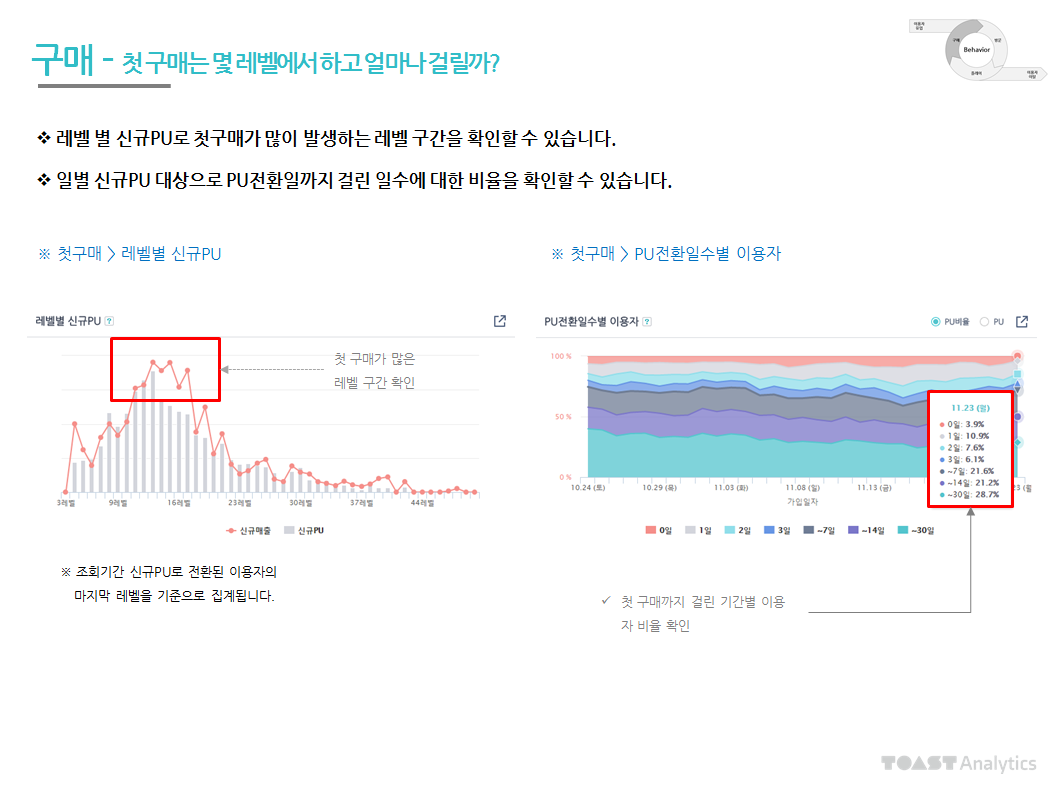 구매 - 첫 구매는 몇 레벨에서 하고 얼마나 걸릴까?
이용자
유입
구매
Behavior
플레이
이용자
이탈
❖ 레벨 별 신규PU로 첫구매가 많이 발생하는 레벨 구간을 확인할 수 있습니다.
❖ 일별 신규PU 대상으로 PU전환일까지 걸린 일수에 대한 비율을 확인할 수 있습니다.
※ 첫구매 > 레벨별 신규PU
레벨별 신규PU ?
첫 구매가 많은
레벨 구간 확인
3레벨 9레벨 16레벨 23레벨 30레벨 37레벨 44레벨
신규매출 신규PU
※ 조회기간 신규PU로 전환된 이용자의
마지막 레벨을 기준으로 집계됩니다.
※ 첫구매 > PU전환일수별 이용자
PU전환일수별 이용자 ?
PU비율 PU
100 %
50 %
0 %
11.23 (월)
0일: 3.9%
1일: 10.9%
2일: 7.6%
3일: 6.1%
~7일: 21.6%
~14일: 21.2%
~30일: 28.7%
10.24 (토) 10.29 (목) 11.03 (화) 11.08 (일) 11.13 (금) 23 (월
가입일자
0일 1일 2일 3일 ~7일 ~14일 ~30일
✓ 첫 구매까지 걸린 기간별 이용
자 비율 확인
TOAST Analytics